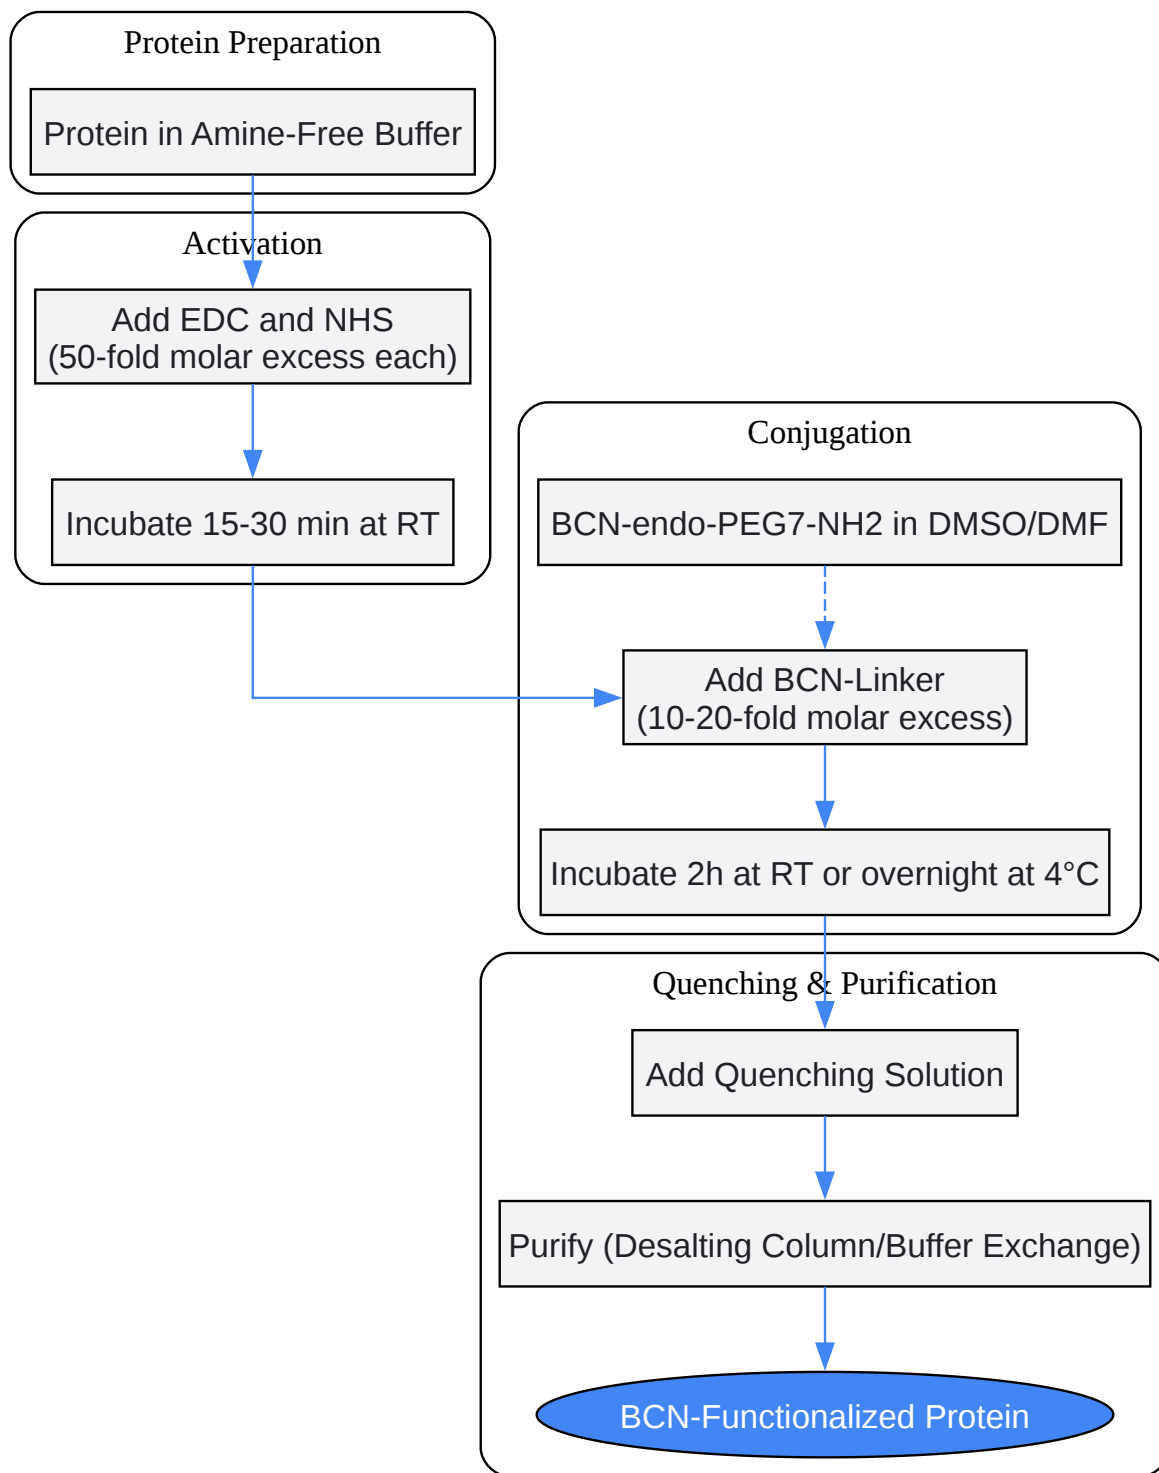 Protein Preparation
Protein in Amine-Free Buffer
Activation
Add EDC and NHS
(50-fold molar excess each)
Incubate 15-30 min at RT
Conjugation
BCN-endo-PEG7-NH2 in DMSO/DMF
Add BCN-Linker
(10-20-fold molar excess)
Incubate 2h at RT or overnight at 4°C
Quenching & Purification
Add Quenching Solution
Purify (Desalting Column/Buffer Exchange)
BCN-Functionalized Protein